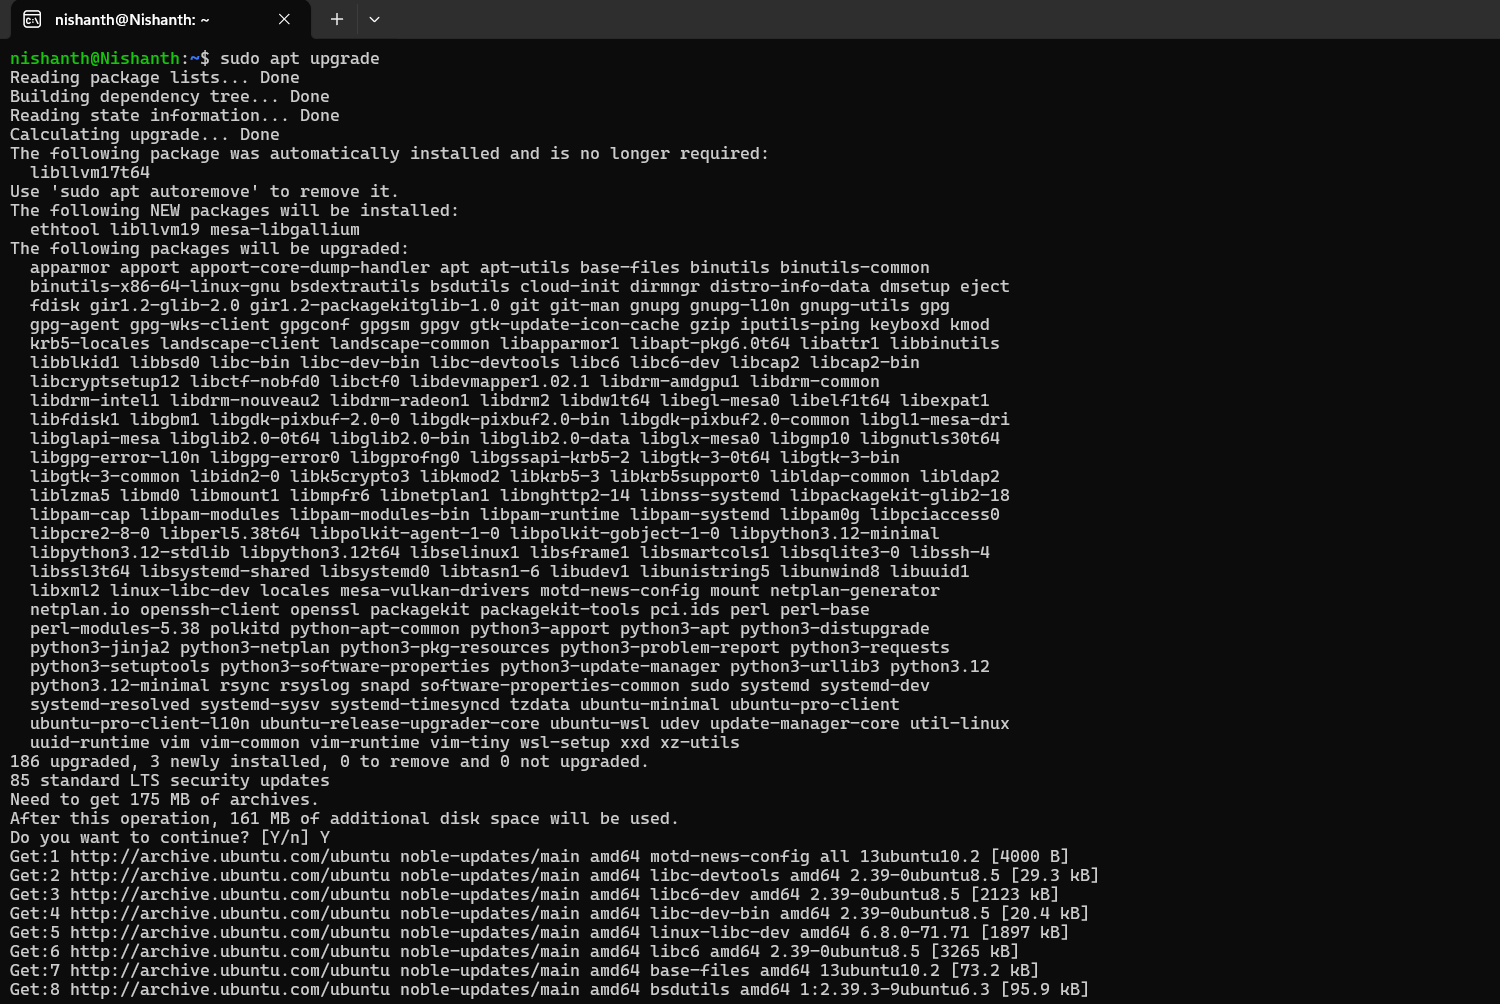 nishanth@Nishanth: ~
nishanth@Nishanth:~$ sudo apt upgrade
Reading package lists... Done
Building dependency tree... Done
Reading state information... Done
Calculating upgrade... Done
The following package was automatically installed and is no longer required:
  libllvm17t64
Use 'sudo apt autoremove' to remove it.
The following NEW packages will be installed:
  ethtool libllvm19 mesa-libgallium
The following packages will be upgraded:
  apparmor apport apport-core-dump-handler apt apt-utils base-files binutils binutils-common
  binutils-x86-64-linux-gnu bsdextrautils bsdutils cloud-init dirmngr distro-info-data dmsetup eject
  fdisk gir1.2-glib-2.0 gir1.2-packagekitglib-1.0 git git-man gnupg gnupg-l10n gnupg-utils gpg
  gpg-agent gpg-wks-client gpgconf gpgsm gpgv gtk-update-icon-cache gzip iputils-ping keyboxd kmod
  krb5-locales landscape-client landscape-common libapparmor1 libapt-pkg6.0t64 libattr1 libbinutils
  libblkid1 libbsd0 libc-bin libc-dev-bin libc-devtools libc6 libc6-dev libcap2 libcap2-bin
  libcryptsetup12 libctf-nobfd0 libctf0 libdevmapper1.02.1 libdrm-amdgpu1 libdrm-common
  libdrm-intel1 libdrm-nouveau2 libdrm-radeon1 libdrm2 libdw1t64 libegl-mesa0 libelf1t64 libexpat1
  libfdisk1 libgbm1 libgdk-pixbuf-2.0-0 libgdk-pixbuf2.0-bin libgdk-pixbuf2.0-common libgl1-mesa-dri
  libglapi-mesa libglib2.0-0t64 libglib2.0-bin libglib2.0-data libglx-mesa0 libgmp10 libgnutls30t64
  libgpg-error-l10n libgpg-error0 libgprofng0 libgssapi-krb5-2 libgtk-3-0t64 libgtk-3-bin
  libgtk-3-common libidn2-0 libk5crypto3 libkmod2 libkrb5-3 libkrb5support0 libldap-common libldap2
  liblzma5 libmd0 libmount1 libmpfr6 libnetplan1 libnghttp2-14 libnss-systemd libpackagekit-glib2-18
  libpam-cap libpam-modules libpam-modules-bin libpam-runtime libpam-systemd libpam0g libpciaccess0
  libpcre2-8-0 libperl5.38t64 libpolkit-agent-1-0 libpolkit-gobject-1-0 libpython3.12-minimal
  libpython3.12-stdlib libpython3.12t64 libselinux1 libsframe1 libsmartcols1 libsqlite3-0 libssh-4
  libssl3t64 libsystemd-shared libsystemd0 libtasn1-6 libudev1 libunistring5 libunwind8 libuuid1
  libxml2 linux-libc-dev locales mesa-vulkan-drivers motd-news-config mount netplan-generator
  netplan.io openssh-client openssl packagekit packagekit-tools pci.ids perl perl-base
  perl-modules-5.38 polkitd python-apt-common python3-apport python3-apt python3-distupgrade
  python3-jinja2 python3-netplan python3-pkg-resources python3-problem-report python3-requests
  python3-setuptools python3-software-properties python3-update-manager python3-urllib3 python3.12
  python3.12-minimal rsync rsyslog snapd software-properties-common sudo systemd systemd-dev
  systemd-resolved systemd-sysv systemd-timesyncd tzdata ubuntu-minimal ubuntu-pro-client
  ubuntu-pro-client-l10n ubuntu-release-upgrader-core ubuntu-wsl udev update-manager-core util-linux
  uuid-runtime vim vim-common vim-runtime vim-tiny wsl-setup xxd xz-utils
186 upgraded, 3 newly installed, 0 to remove and 0 not upgraded.
85 standard LTS security updates
Need to get 175 MB of archives.
After this operation, 161 MB of additional disk space will be used.
Do you want to continue? [Y/n] Y
Get:1 http://archive.ubuntu.com/ubuntu noble-updates/main amd64 motd-news-config all 13ubuntu10.2 [4000 B]
Get:2 http://archive.ubuntu.com/ubuntu noble-updates/main amd64 libc-devtools amd64 2.39-0ubuntu8.5 [29.3 kB]
Get:3 http://archive.ubuntu.com/ubuntu noble-updates/main amd64 libc6-dev amd64 2.39-0ubuntu8.5 [2123 kB]
Get:4 http://archive.ubuntu.com/ubuntu noble-updates/main amd64 libc-dev-bin amd64 2.39-0ubuntu8.5 [20.4 kB]
Get:5 http://archive.ubuntu.com/ubuntu noble-updates/main amd64 linux-libc-dev amd64 6.8.0-71.71 [1897 kB]
Get:6 http://archive.ubuntu.com/ubuntu noble-updates/main amd64 libc6 amd64 2.39-0ubuntu8.5 [3265 kB]
Get:7 http://archive.ubuntu.com/ubuntu noble-updates/main amd64 base-files amd64 13ubuntu10.2 [73.2 kB]
Get:8 http://archive.ubuntu.com/ubuntu noble-updates/main amd64 bsdutils amd64 1:2.39.3-9ubuntu6.3 [95.9 kB]